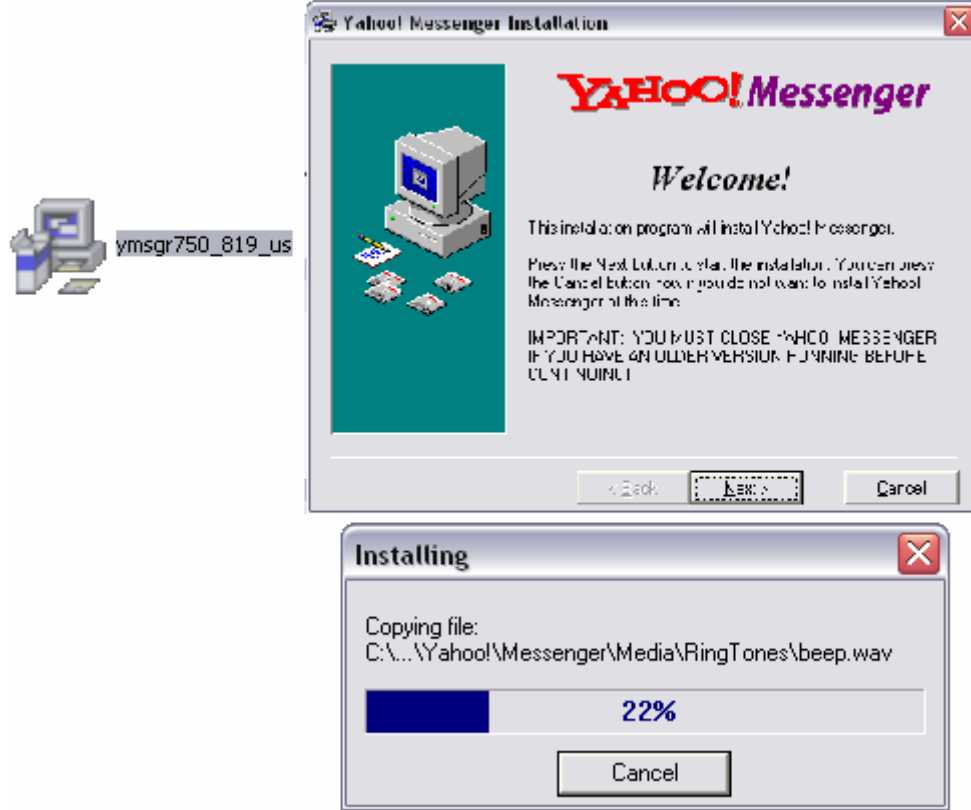 Yahoo! Messenger Installation
YAHOO! Messenger
Welcome!
ymsgr750_819_us
This installation program will install Yahoo! Messenger.
Press the Next button to start the installation. You can press
the Cancel button now if you do not want to install Yahoo!
Messenger at this time.
IMPORTANT: YOU MUST CLOSE YAHOO! MESSENGER
IF YOU HAVE AN OLDER VERSION RUNNING BEFORE
CONTINUING!
< Back
Next >
Cancel
Installing
Copying file:
C:\...\Yahoo!\Messenger\Media\RingTones\beep.wav
22%
Cancel